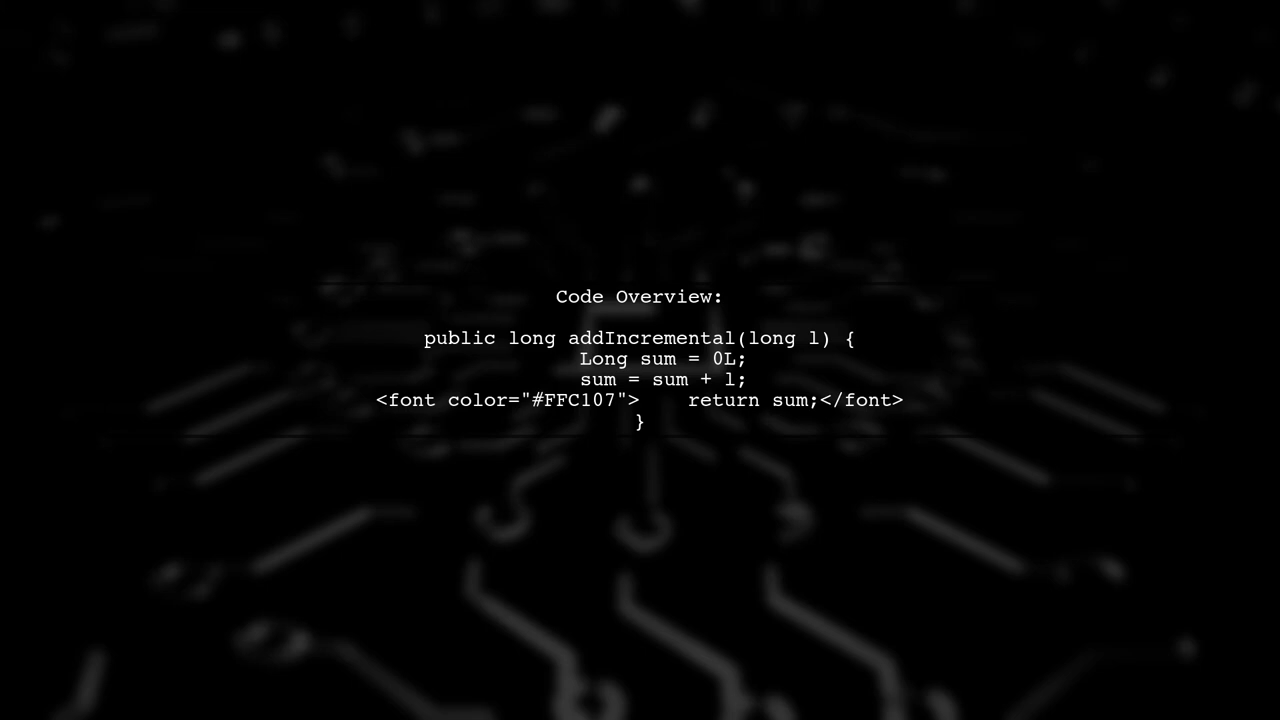 Code Overview:
public long addIncremental(long l) {
    Long sum = 0L;
    sum = sum + l;
<font color="#FFC107">    return sum;</font>
}